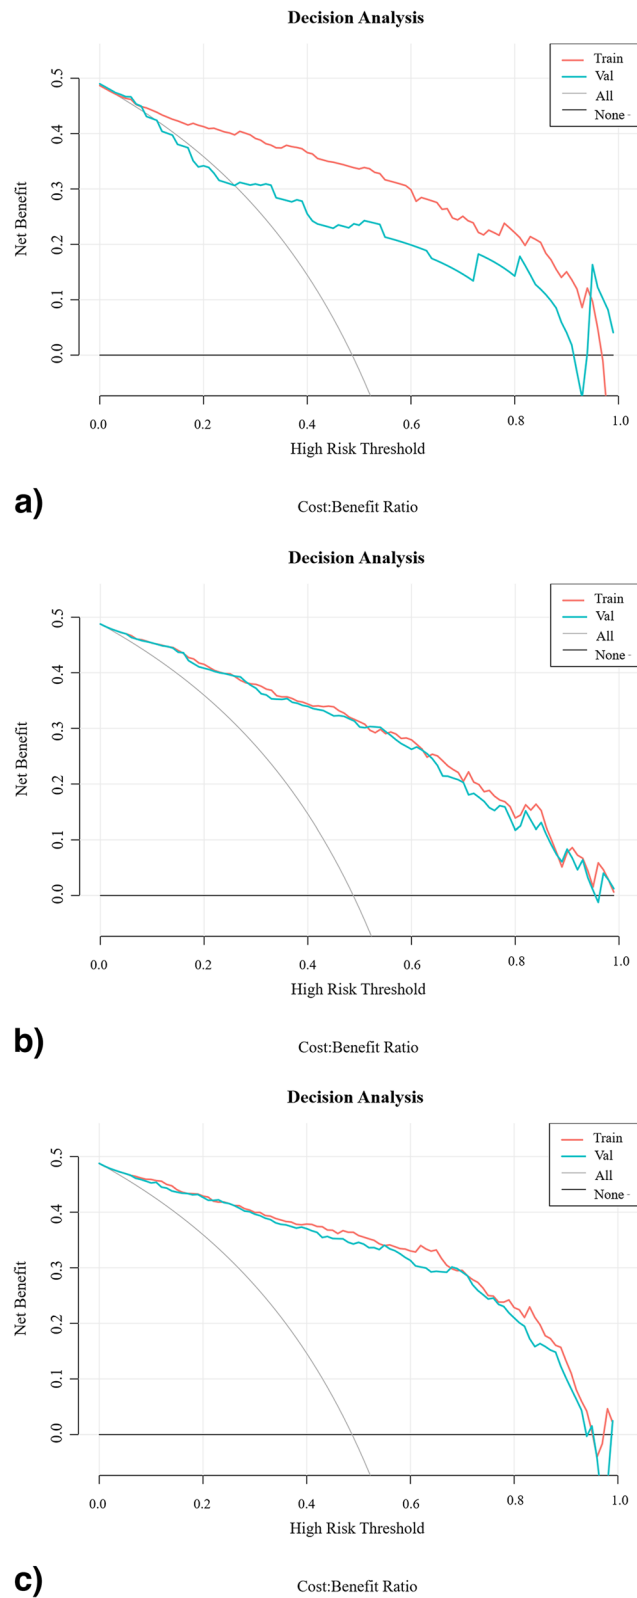 Decision Analysis
Train
Val
All
None
Net Benefit
0.5
0.4
0.3
0.2
0.1
0.0
0.0 0.2 0.4 0.6 0.8 1.0
High Risk Threshold
a) Cost:Benefit Ratio
Decision Analysis
Train
Val
All
None
Net Benefit
0.5
0.4
0.3
0.2
0.1
0.0
0.0 0.2 0.4 0.6 0.8 1.0
High Risk Threshold
b) Cost:Benefit Ratio
Decision Analysis
Train
Val
All
None
Net Benefit
0.5
0.4
0.3
0.2
0.1
0.0
0.0 0.2 0.4 0.6 0.8 1.0
High Risk Threshold
c) Cost:Benefit Ratio